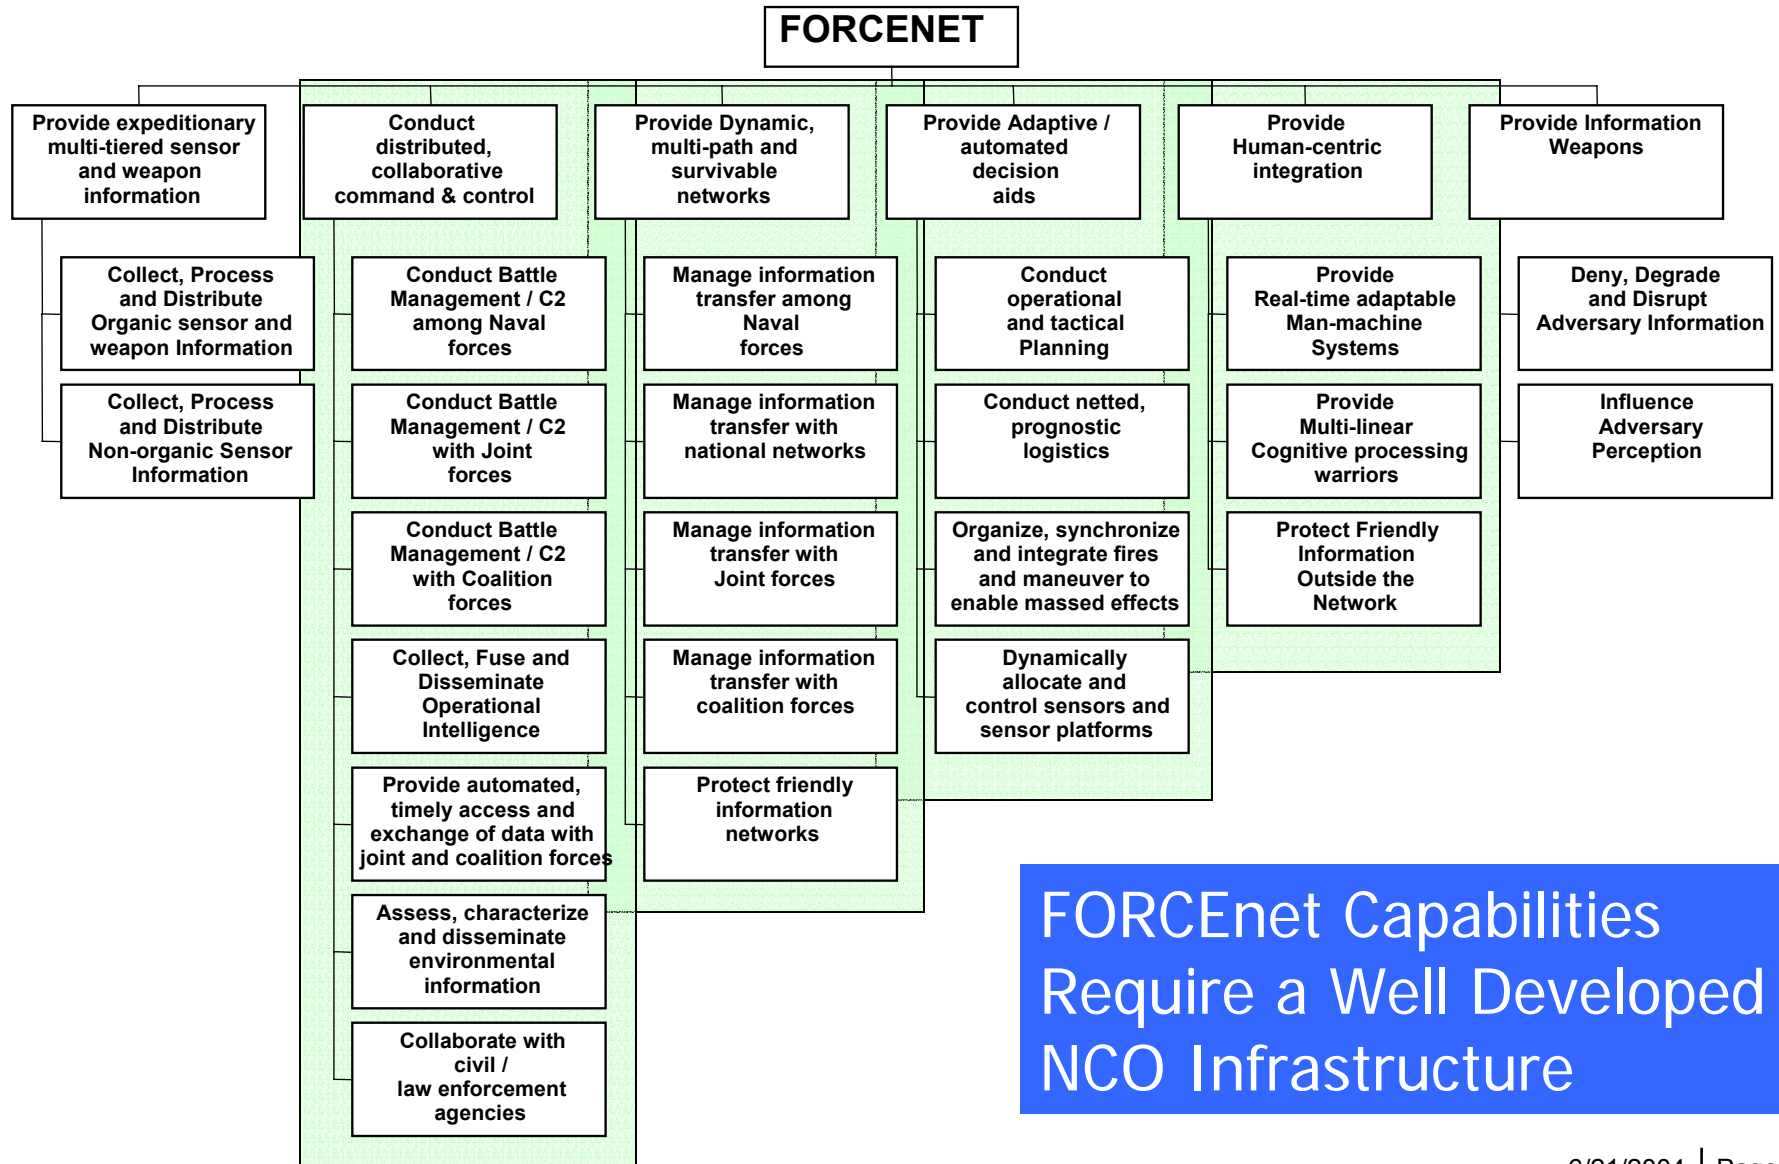 FORCENET
Provide expeditionary
multi-tiered sensor
and weapon
information
Collect, Process
and Distribute
Organic sensor and
weapon Information
Collect, Process
and Distribute
Non-organic Sensor
Information
Conduct
distributed,
collaborative
command & control
Conduct Battle
Management / C2
among Naval
forces
Conduct Battle
Management / C2
with Joint
forces
Conduct Battle
Management / C2
with Coalition
forces
Collect, Fuse and
Disseminate
Operational
Intelligence
Provide automated,
timely access and
exchange of data with
joint and coalition forces
Assess, characterize
and disseminate
environmental
information
Collaborate with
civil /
law enforcement
agencies
Provide Dynamic,
multi-path and
survivable
networks
Manage information
transfer among
Naval
forces
Manage information
transfer with
national networks
Manage information
transfer with
Joint forces
Manage information
transfer with
coalition forces
Protect friendly
information
networks
Provide Adaptive /
automated
decision
aids
Conduct
operational
and tactical
Planning
Conduct netted,
prognostic
logistics
Organize, synchronize
and integrate fires
and maneuver to
enable massed effects
Dynamically
allocate and
control sensors and
sensor platforms
Provide
Human-centric
integration
Provide
Real-time adaptable
Man-machine
Systems
Provide
Multi-linear
Cognitive processing
warriors
Protect Friendly
Information
Outside the
Network
Provide Information
Weapons
Deny, Degrade
and Disrupt
Adversary Information
Influence
Adversary
Perception
FORCEnet Capabilities
Require a Well Developed
NCO Infrastructure